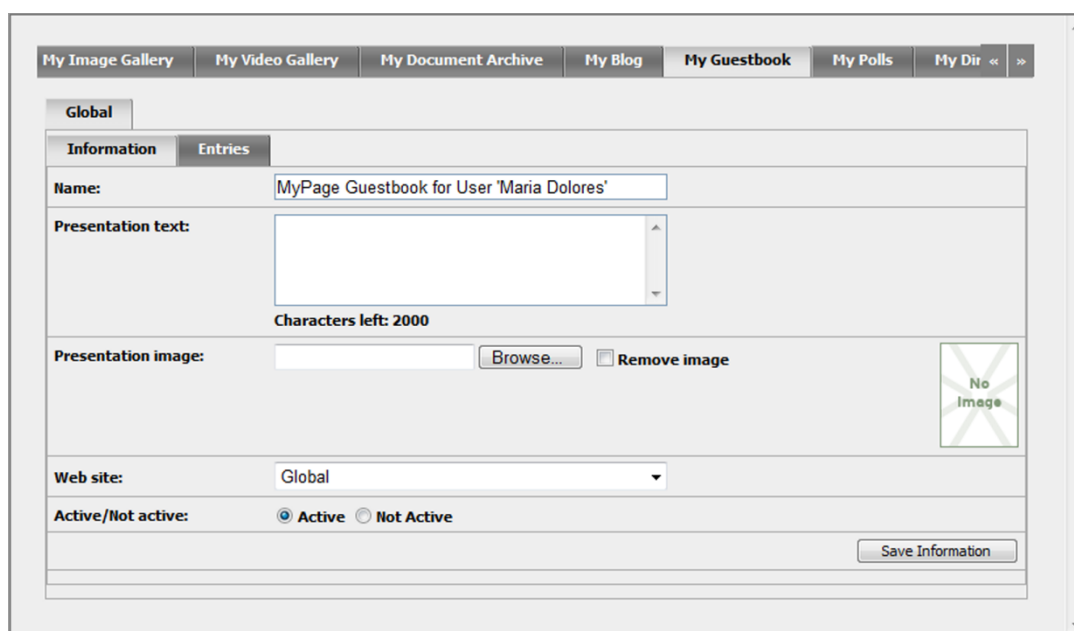 My Image Gallery My Video Gallery My Document Archive My Blog My Guestbook My Polls My Dir « »
Global
Information Entries
Name: MyPage Guestbook for User 'Maria Dolores'
Presentation text:
Characters left: 2000
Presentation image: Browse... Remove image
No
Image
Web site: Global
Active/Not active: Active Not Active
Save Information